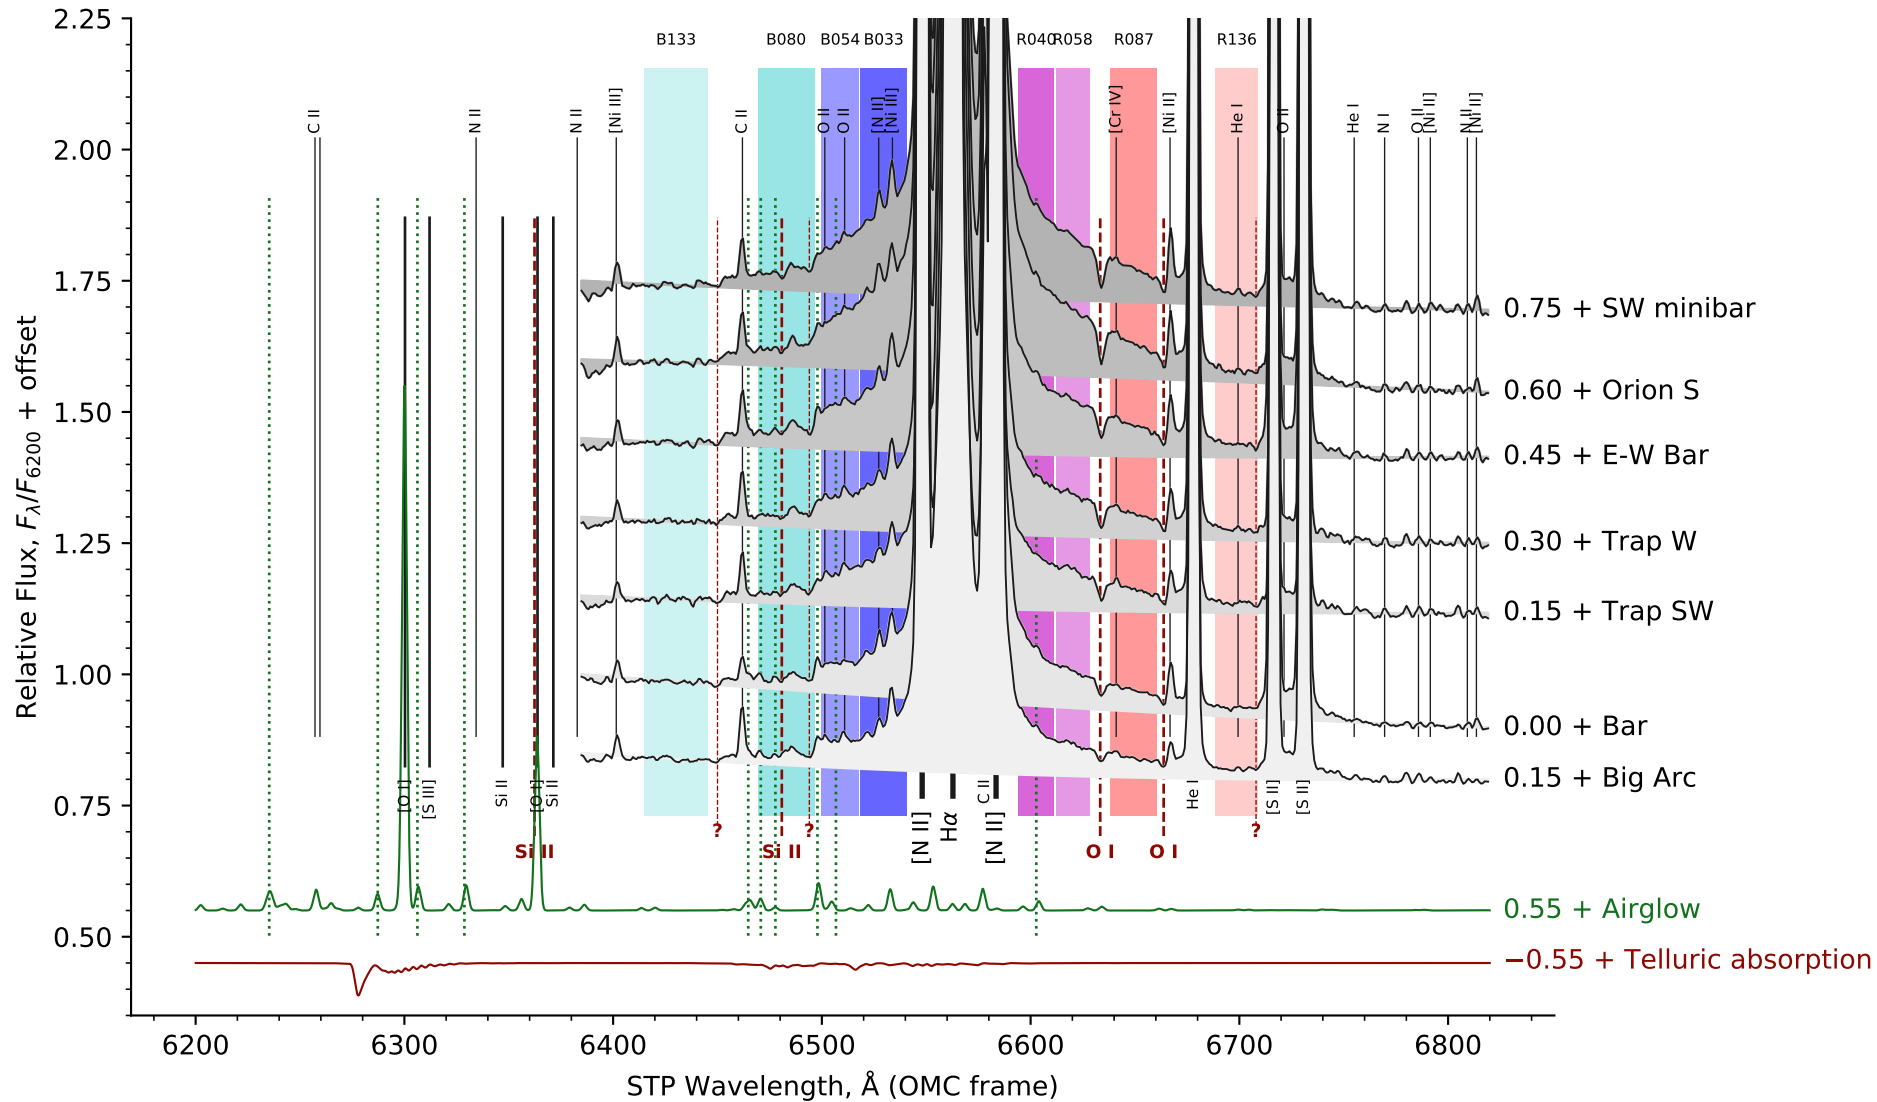 2.25
2.00
1.75
1.50
1.25
1.00
0.75
0.50
Relative Flux, Fλ/F6200 + offset
B133
B080
B054
B033
R040
R058
R087
R136
C II
N II
N II
[Ni III]
C II
O II
O II
[N II]
[Ni III]
[Cr IV]
[Ni II]
He I
O II
He I
N I
O II
[Ni II]
N II
[Ni II]
0.75 + SW minibar
0.60 + Orion S
0.45 + E-W Bar
0.30 + Trap W
0.15 + Trap SW
0.00 + Bar
0.15 + Big Arc
[O I]
[S III]
Si II
[O I]
Si II
[N II]
Hα
C II
[N II]
He I
[S II]
[S II]
?
?
?
Si II
Si II
O I
O I
0.55 + Airglow
−0.55 + Telluric absorption
6200
6300
6400
6500
6600
6700
6800
STP Wavelength, Å (OMC frame)